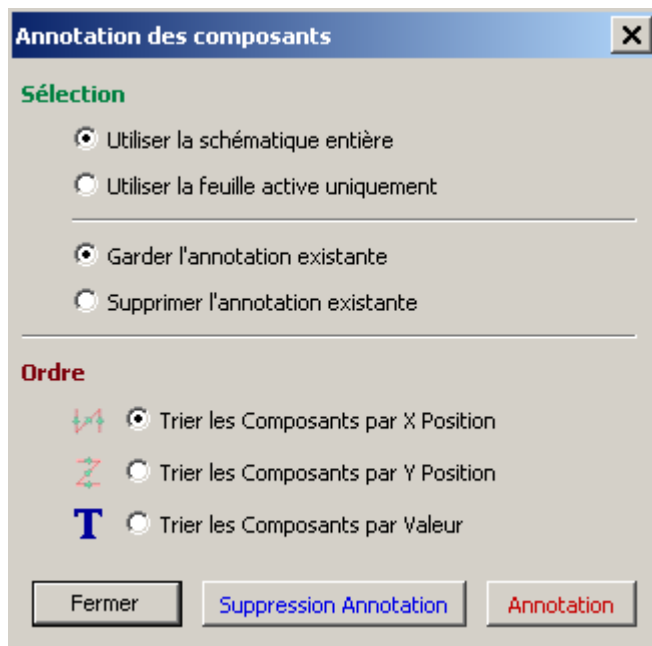 Annotation des composants
Sélection
Utiliser la schématique entière
Utiliser la feuille active uniquement
Garder l'annotation existante
Supprimer l'annotation existante
Ordre
Trier les Composants par X Position
Trier les Composants par Y Position
T Trier les Composants par Valeur
Fermer Suppression Annotation Annotation